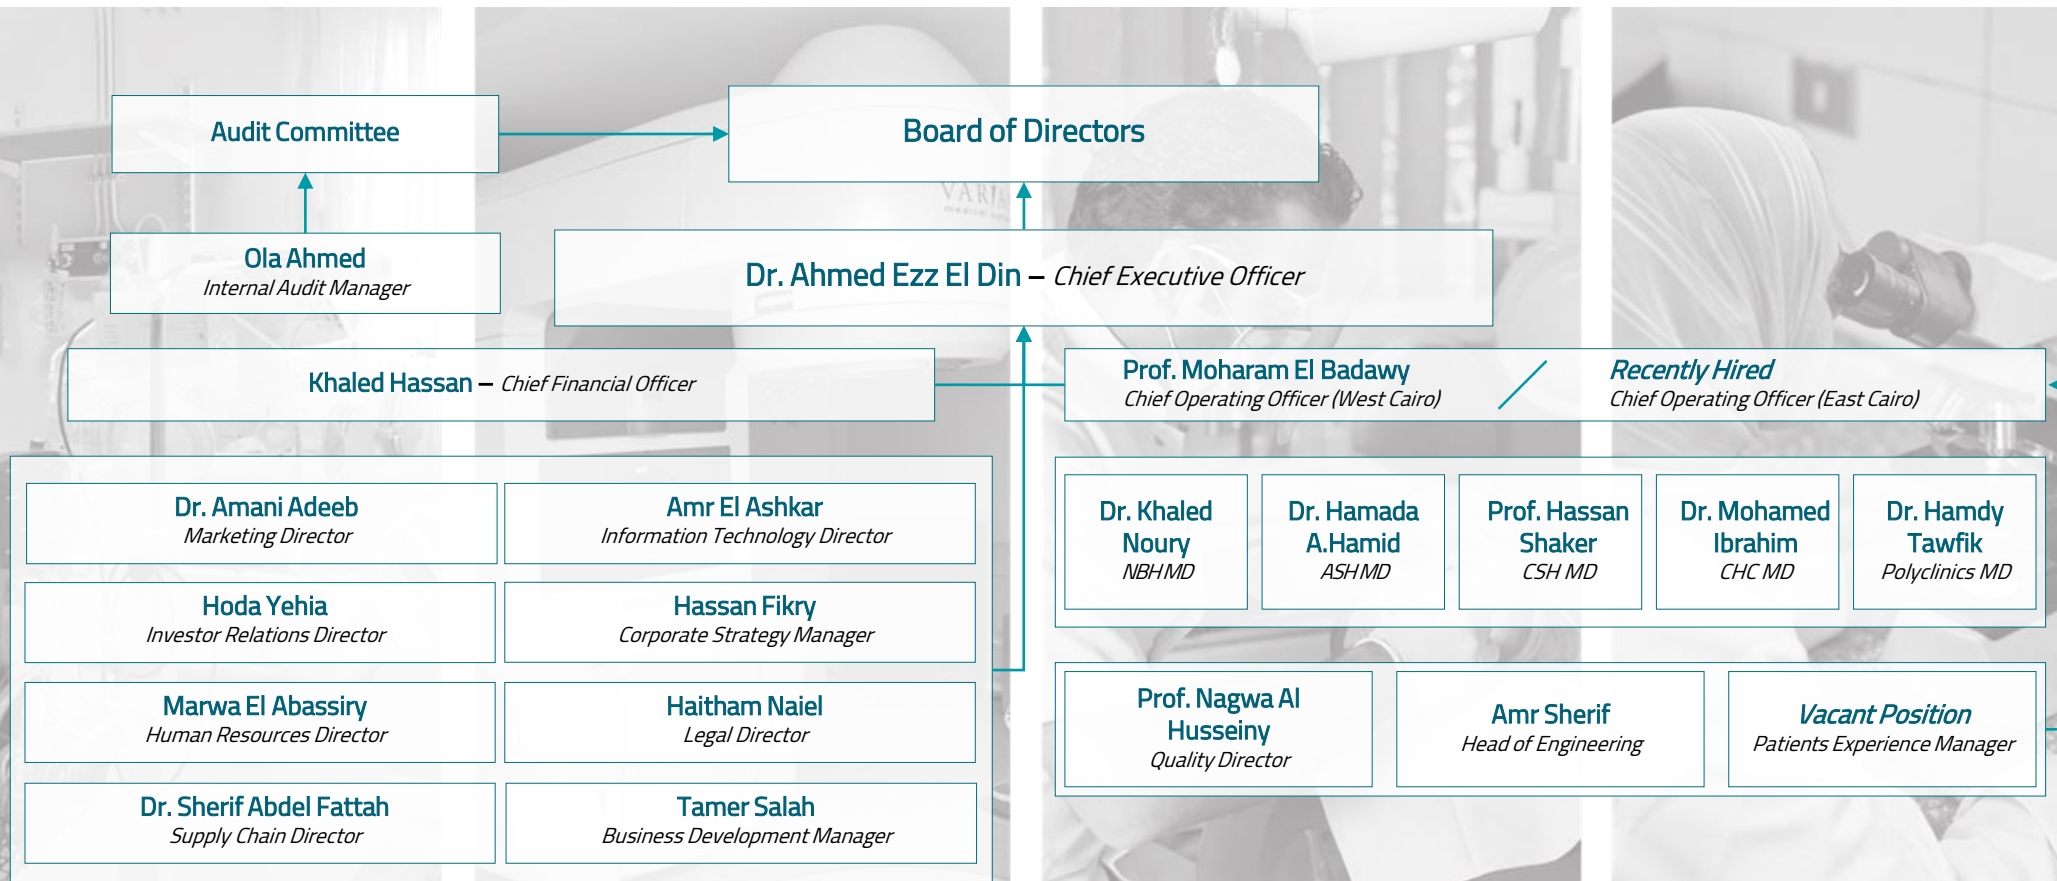 Audit Committee
Board of Directors
VARIAN
medical
Ola Ahmed
Internal Audit Manager
Dr. Ahmed Ezz El Din – Chief Executive Officer
Khaled Hassan – Chief Financial Officer
Prof. Moharam El Badawy
Chief Operating Officer (West Cairo)
Recently Hired
Chief Operating Officer (East Cairo)
Dr. Amani Adeeb
Marketing Director
Amr El Ashkar
Information Technology Director
Hoda Yehia
Investor Relations Director
Hassan Fikry
Corporate Strategy Manager
Marwa El Abassiry
Human Resources Director
Haitham Naiel
Legal Director
Dr. Sherif Abdel Fattah
Supply Chain Director
Tamer Salah
Business Development Manager
Dr. Khaled
Noury
NBH MD
Dr. Hamada
A.Hamid
ASH MD
Prof. Hassan
Shaker
CSH MD
Dr. Mohamed
Ibrahim
CHC MD
Dr. Hamdy
Tawfik
Polyclinics MD
Prof. Nagwa Al
Husseiny
Quality Director
Amr Sherif
Head of Engineering
Vacant Position
Patients Experience Manager